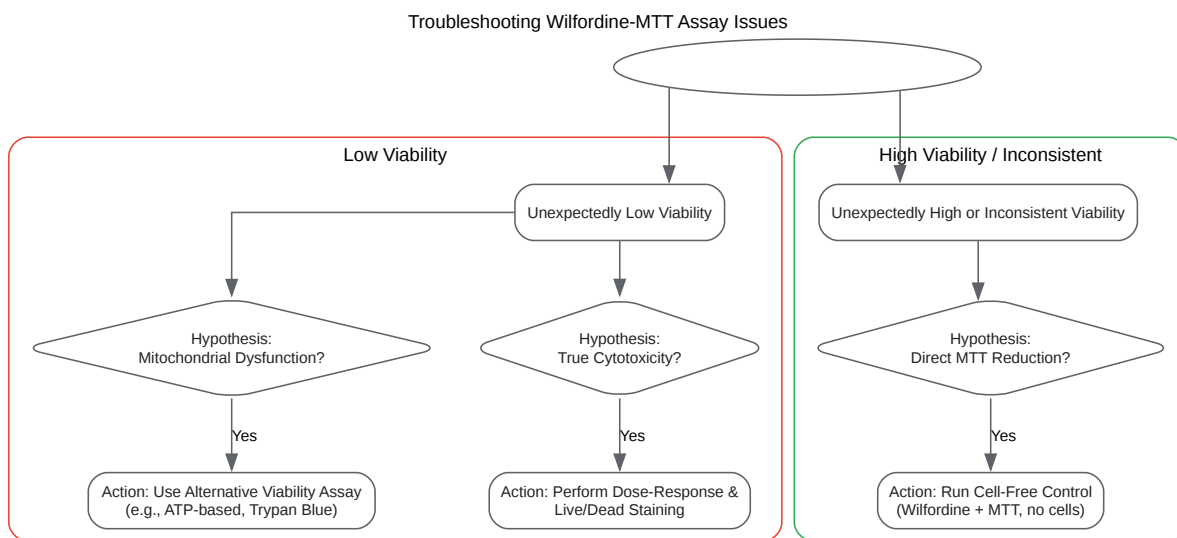 Troubleshooting Wilfordine-MTT Assay Issues
Low Viability
High Viability / Inconsistent
Unexpectedly Low Viability
Unexpectedly High or Inconsistent Viability
Hypothesis:
Mitochondrial Dysfunction?
Hypothesis:
True Cytotoxicity?
Hypothesis:
Direct MTT Reduction?
Yes
Yes
Yes
Action: Use Alternative Viability Assay
(e.g., ATP-based, Trypan Blue)
Action: Perform Dose-Response &
Live/Dead Staining
Action: Run Cell-Free Control
(Wilfordine + MTT, no cells)